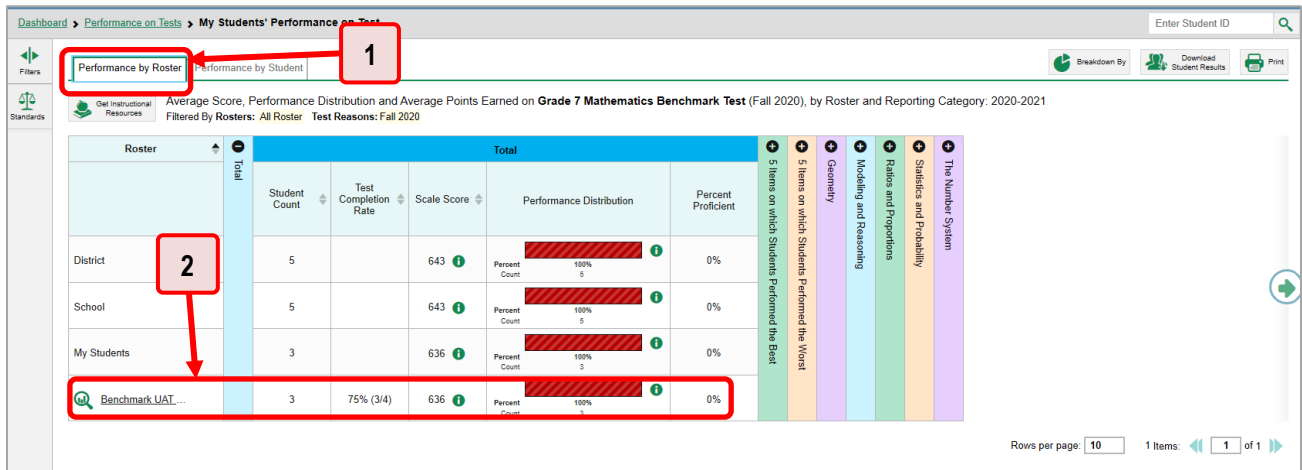 Dashboard > Performance on Tests > My Students' Performance on Test
Enter Student ID
Filters
Standards
Performance by Roster
Performance by Student
1
Breakdown By
Download
Student Results
Print
Get Instructional
Resources
Average Score, Performance Distribution and Average Points Earned on Grade 7 Mathematics Benchmark Test (Fall 2020), by Roster and Reporting Category: 2020-2021
Filtered By Rosters: All Roster Test Reasons: Fall 2020
Roster
Total
Total
Student
Count
Test
Completion
Rate
Scale Score
Performance Distribution
Percent
Proficient
5 Items on which Students Performed the Best
5 Items on which Students Performed the Worst
Geometry
Modeling and Reasoning
Ratios and Proportions
Statistics and Probability
The Number System
2
District 5 643 Percent 100% 0%
Count 5
School 5 643 Percent 100% 0%
Count 5
My Students 3 636 Percent 100% 0%
Count 3
Benchmark UAT ... 3 75% (3/4) 636 Percent 100% 0%
Count 3
Rows per page: 10 1 Items: 1 of 1